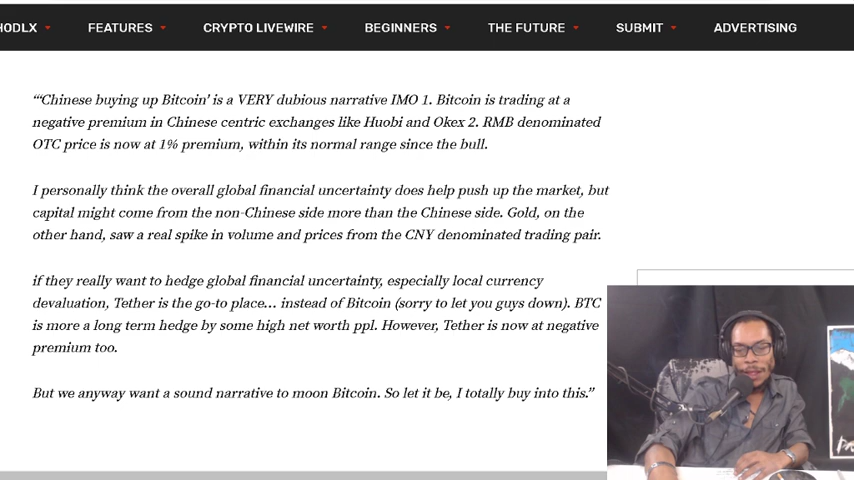 HODLX FEATURES CRYPTO LIVEWIRE BEGINNERS THE FUTURE SUBMIT ADVERTISING
“‘Chinese buying up Bitcoin’ is a VERY dubious narrative IMO 1. Bitcoin is trading at a
negative premium in Chinese centric exchanges like Huobi and Okex 2. RMB denominated
OTC price is now at 1% premium, within its normal range since the bull.
I personally think the overall global financial uncertainty does help push up the market, but
capital might come from the non-Chinese side more than the Chinese side. Gold, on the
other hand, saw a real spike in volume and prices from the CNY denominated trading pair.
if they really want to hedge global financial uncertainty, especially local currency
devaluation, Tether is the go-to place… instead of Bitcoin (sorry to let you guys down). BTC
is more a long term hedge by some high net worth ppl. However, Tether is now at negative
premium too.
But we anyway want a sound narrative to moon Bitcoin. So let it be, I totally buy into this.”